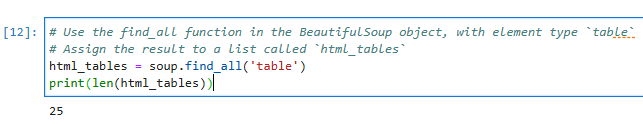 [12]: # Use the find_all function in the BeautifulSoup object, with element type `table`
# Assign the result to a list called `html_tables`
html_tables = soup.find_all('table')
print(len(html_tables))
25